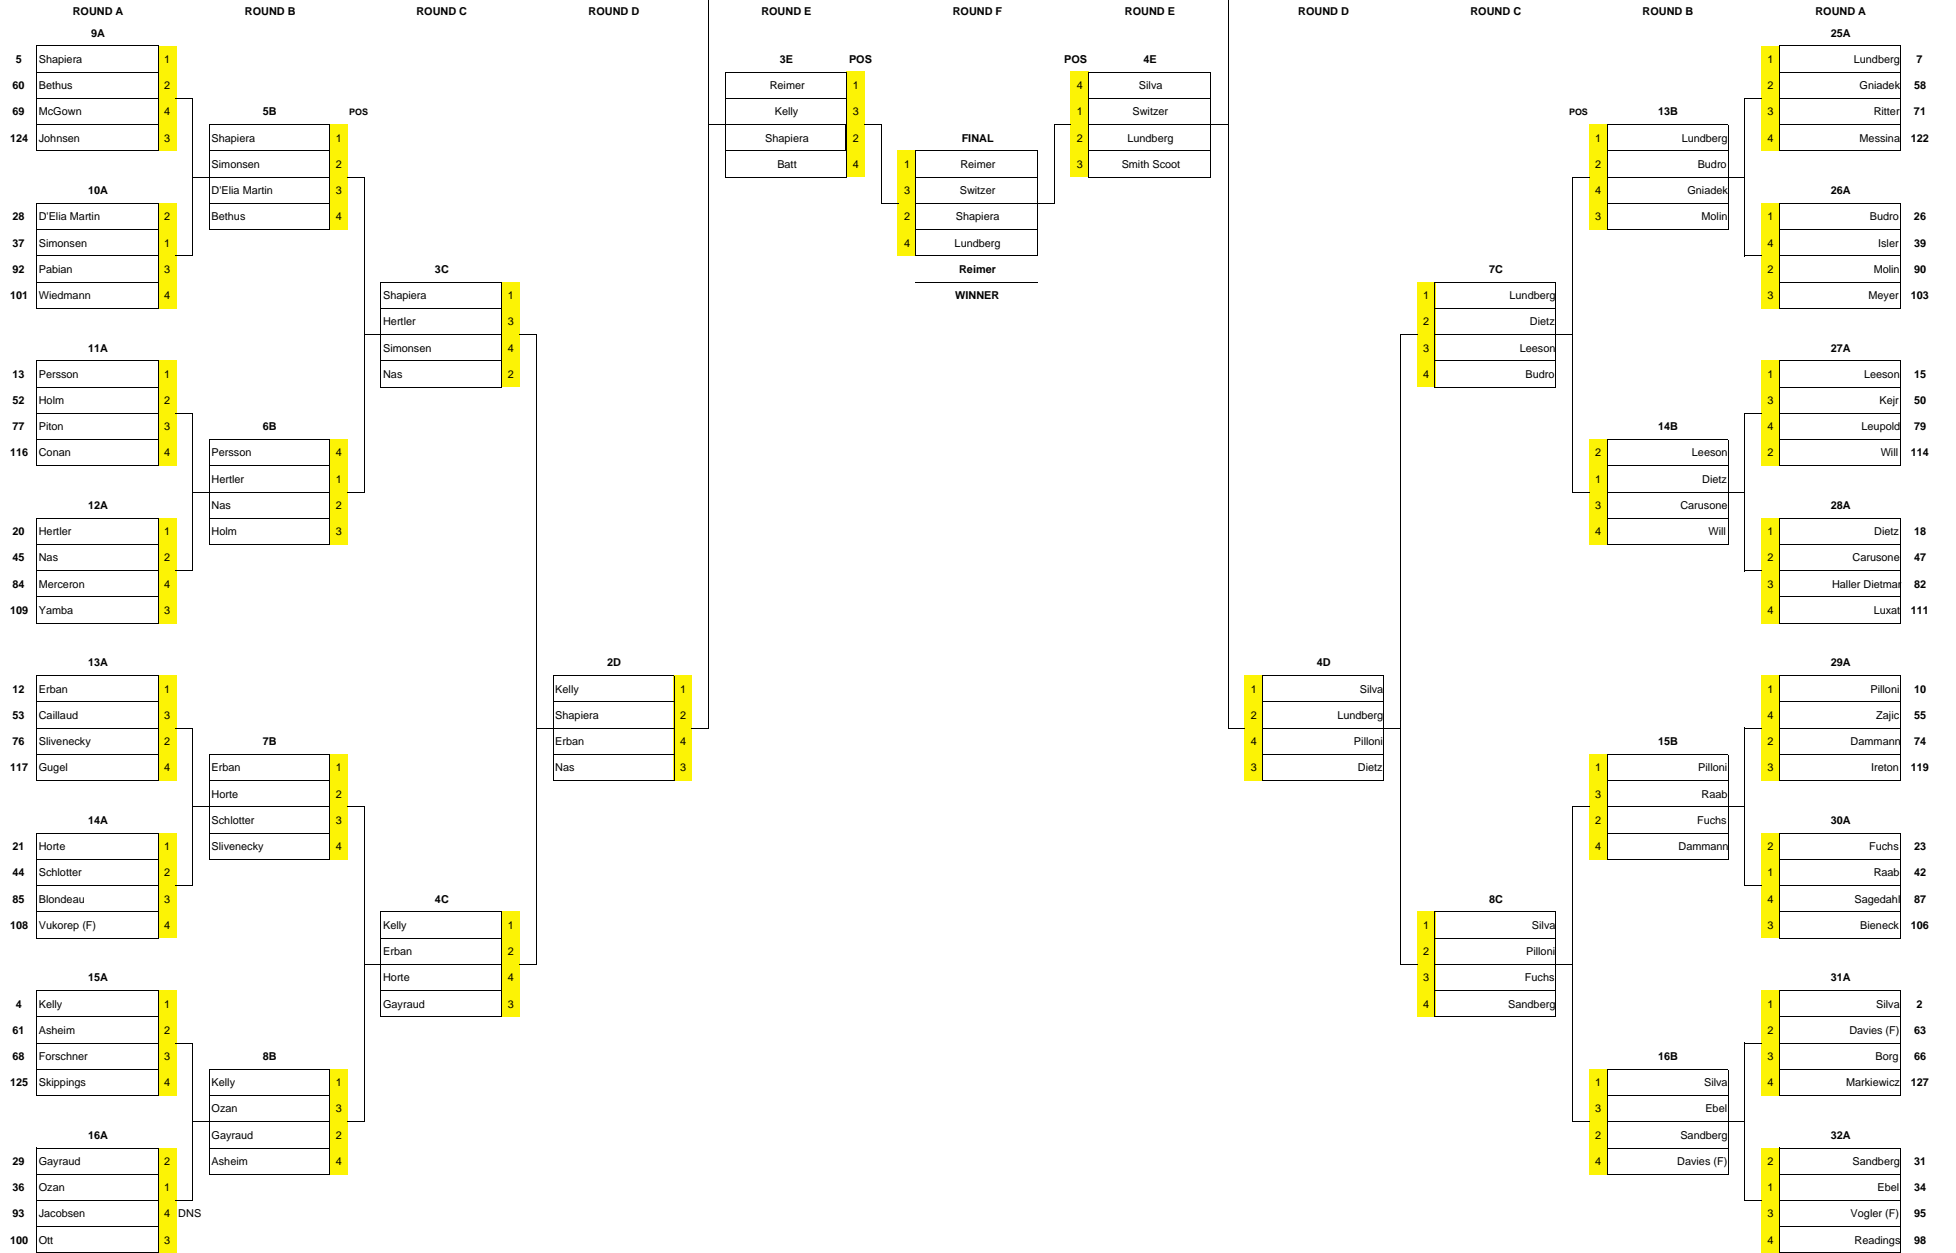 ROUND A ROUND B ROUND C ROUND D ROUND E ROUND F ROUND E ROUND D ROUND C ROUND B ROUND A
9A
5 Shapiera 1
60 Bethus 2
69 McGown 4
124 Johnsen 3
10A
28 D'Elia Martin 2
37 Simonsen 1
92 Pabian 3
101 Wiedmann 4
11A
13 Persson 1
52 Holm 2
77 Piton 3
116 Conan 4
12A
20 Hertler 1
45 Nas 2
84 Merceron 4
109 Yamba 3
13A
12 Erban 1
53 Caillaud 3
76 Slivenecky 2
117 Gugel 4
14A
21 Horte 1
44 Schlotter 2
85 Blondeau 3
108 Vukorep (F) 4
15A
4 Kelly 1
61 Asheim 2
68 Forschner 3
125 Skippings 4
16A
29 Gayraud 2
36 Ozan 1
93 Jacobsen 4 DNS
100 Ott 3
5B POS
Shapiera 1
Simonsen 2
D'Elia Martin 3
Bethus 4
6B
Persson 4
Hertler 1
Nas 2
Holm 3
7B
Erban 1
Horte 2
Schlotter 3
Slivenecky 4
8B
Kelly 1
Ozan 3
Gayraud 2
Asheim 4
3C
Shapiera 1
Hertler 3
Simonsen 4
Nas 2
4C
Kelly 1
Erban 2
Horte 4
Gayraud 3
2D
Kelly 1
Shapiera 2
Erban 4
Nas 3
3E POS
Reimer 1
Kelly 3
Shapiera 2
Batt 4
FINAL
1 Reimer
3 Switzer
2 Shapiera
4 Lundberg
Reimer
WINNER
POS 4E
4 Silva
1 Switzer
2 Lundberg
3 Smith Scoot
4D
1 Silva
2 Lundberg
4 Pilloni
3 Dietz
7C
1 Lundberg
2 Dietz
3 Leeson
4 Budro
8C
1 Silva
2 Pilloni
3 Fuchs
4 Sandberg
POS 13B
1 Lundberg
2 Budro
4 Gniadek
3 Molin
14B
2 Leeson
1 Dietz
3 Carusone
4 Will
15B
1 Pilloni
3 Raab
2 Fuchs
4 Dammann
16B
1 Silva
3 Ebel
2 Sandberg
4 Davies (F)
25A
1 Lundberg 7
2 Gniadek 58
3 Ritter 71
4 Messina 122
26A
1 Budro 26
4 Isler 39
2 Molin 90
3 Meyer 103
27A
1 Leeson 15
3 Kejr 50
4 Leupold 79
2 Will 114
28A
1 Dietz 18
2 Carusone 47
3 Haller Dietmar 82
4 Luxat 111
29A
1 Pilloni 10
4 Zajic 55
2 Dammann 74
3 Ireton 119
30A
2 Fuchs 23
1 Raab 42
4 Sagedahl 87
3 Bieneck 106
31A
1 Silva 2
2 Davies (F) 63
3 Borg 66
4 Markiewicz 127
32A
2 Sandberg 31
1 Ebel 34
3 Vogler (F) 95
4 Readings 98